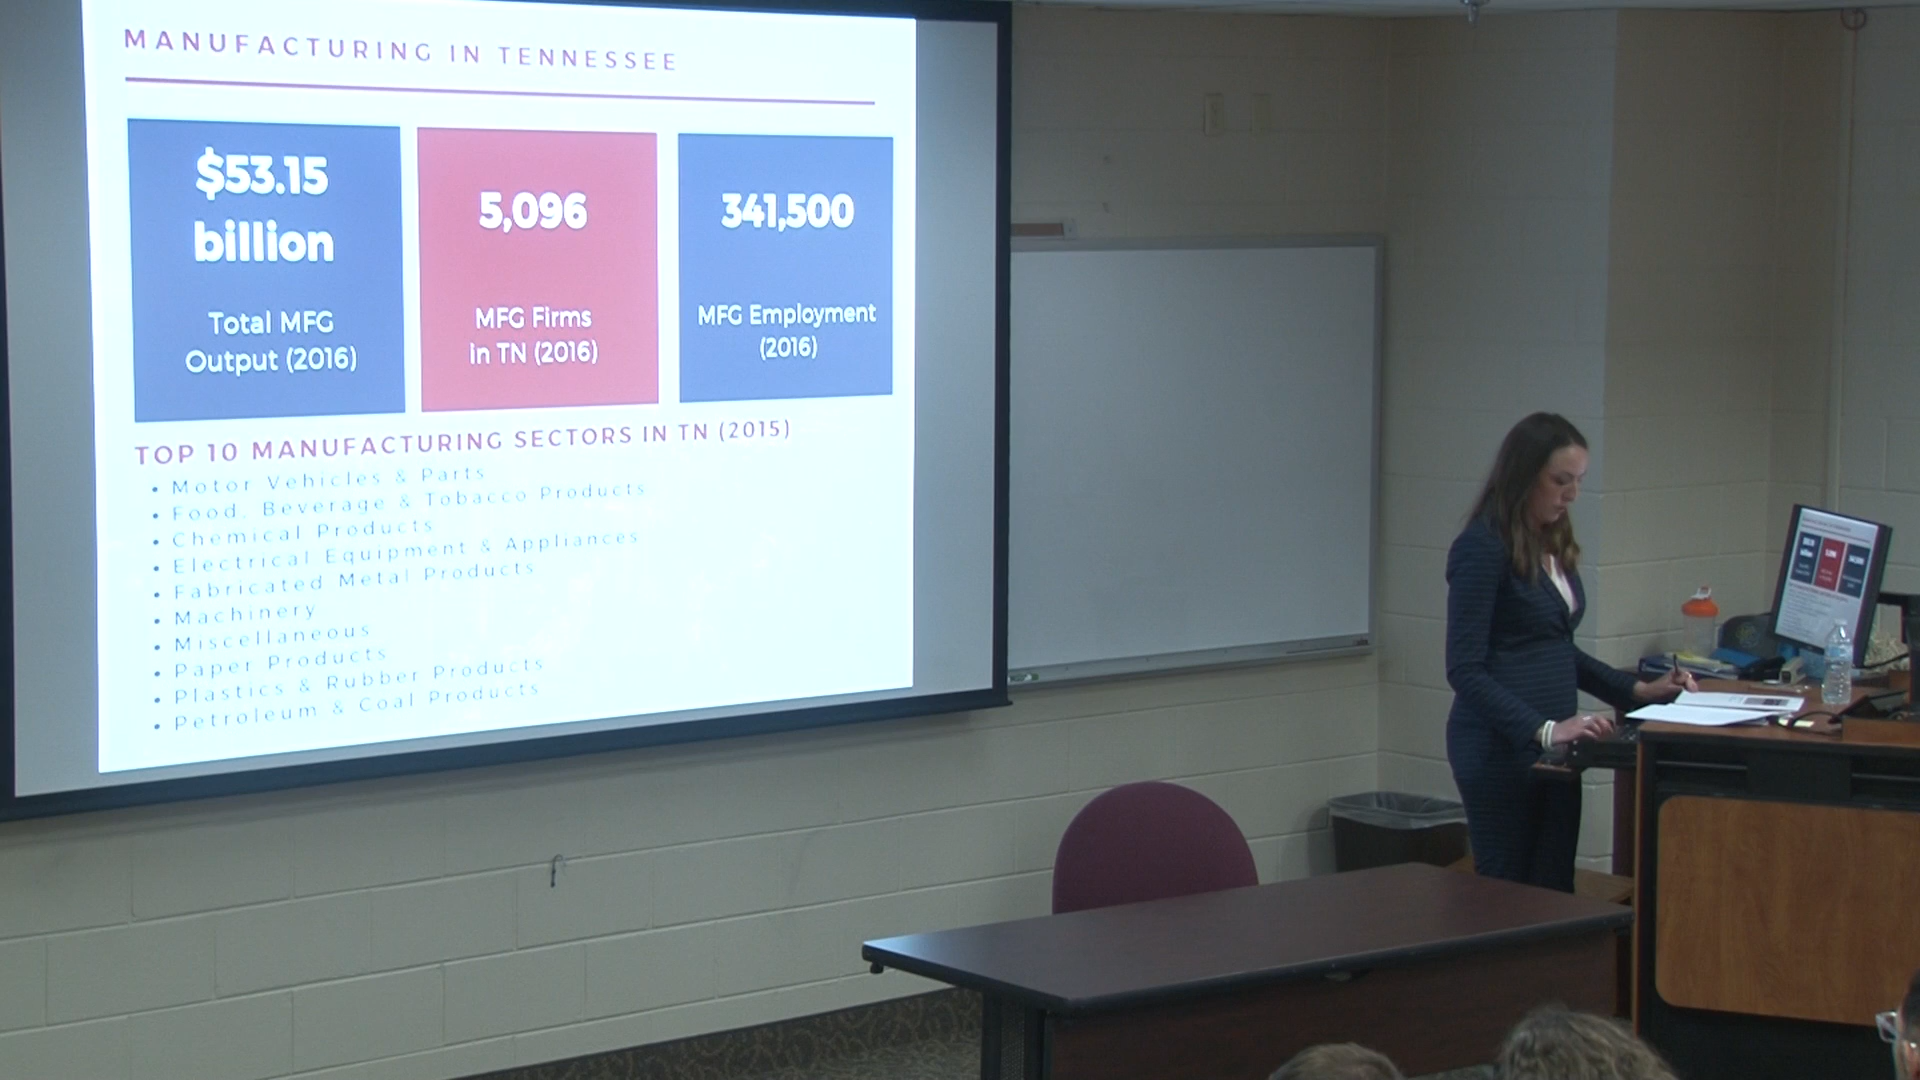 MANUFACTURING IN TENNESSEE
$53.15
billion
Total MFG
Output (2016)
5,096
MFG Firms
in TN (2016)
341,500
MFG Employment
(2016)
TOP 10 MANUFACTURING SECTORS IN TN (2015)
• Motor Vehicles & Parts
• Food, Beverage & Tobacco Products
• Chemical Products
• Electrical Equipment & Appliances
• Fabricated Metal Products
• Machinery
• Miscellaneous
• Paper Products
• Plastics & Rubber Products
• Petroleum & Coal Products